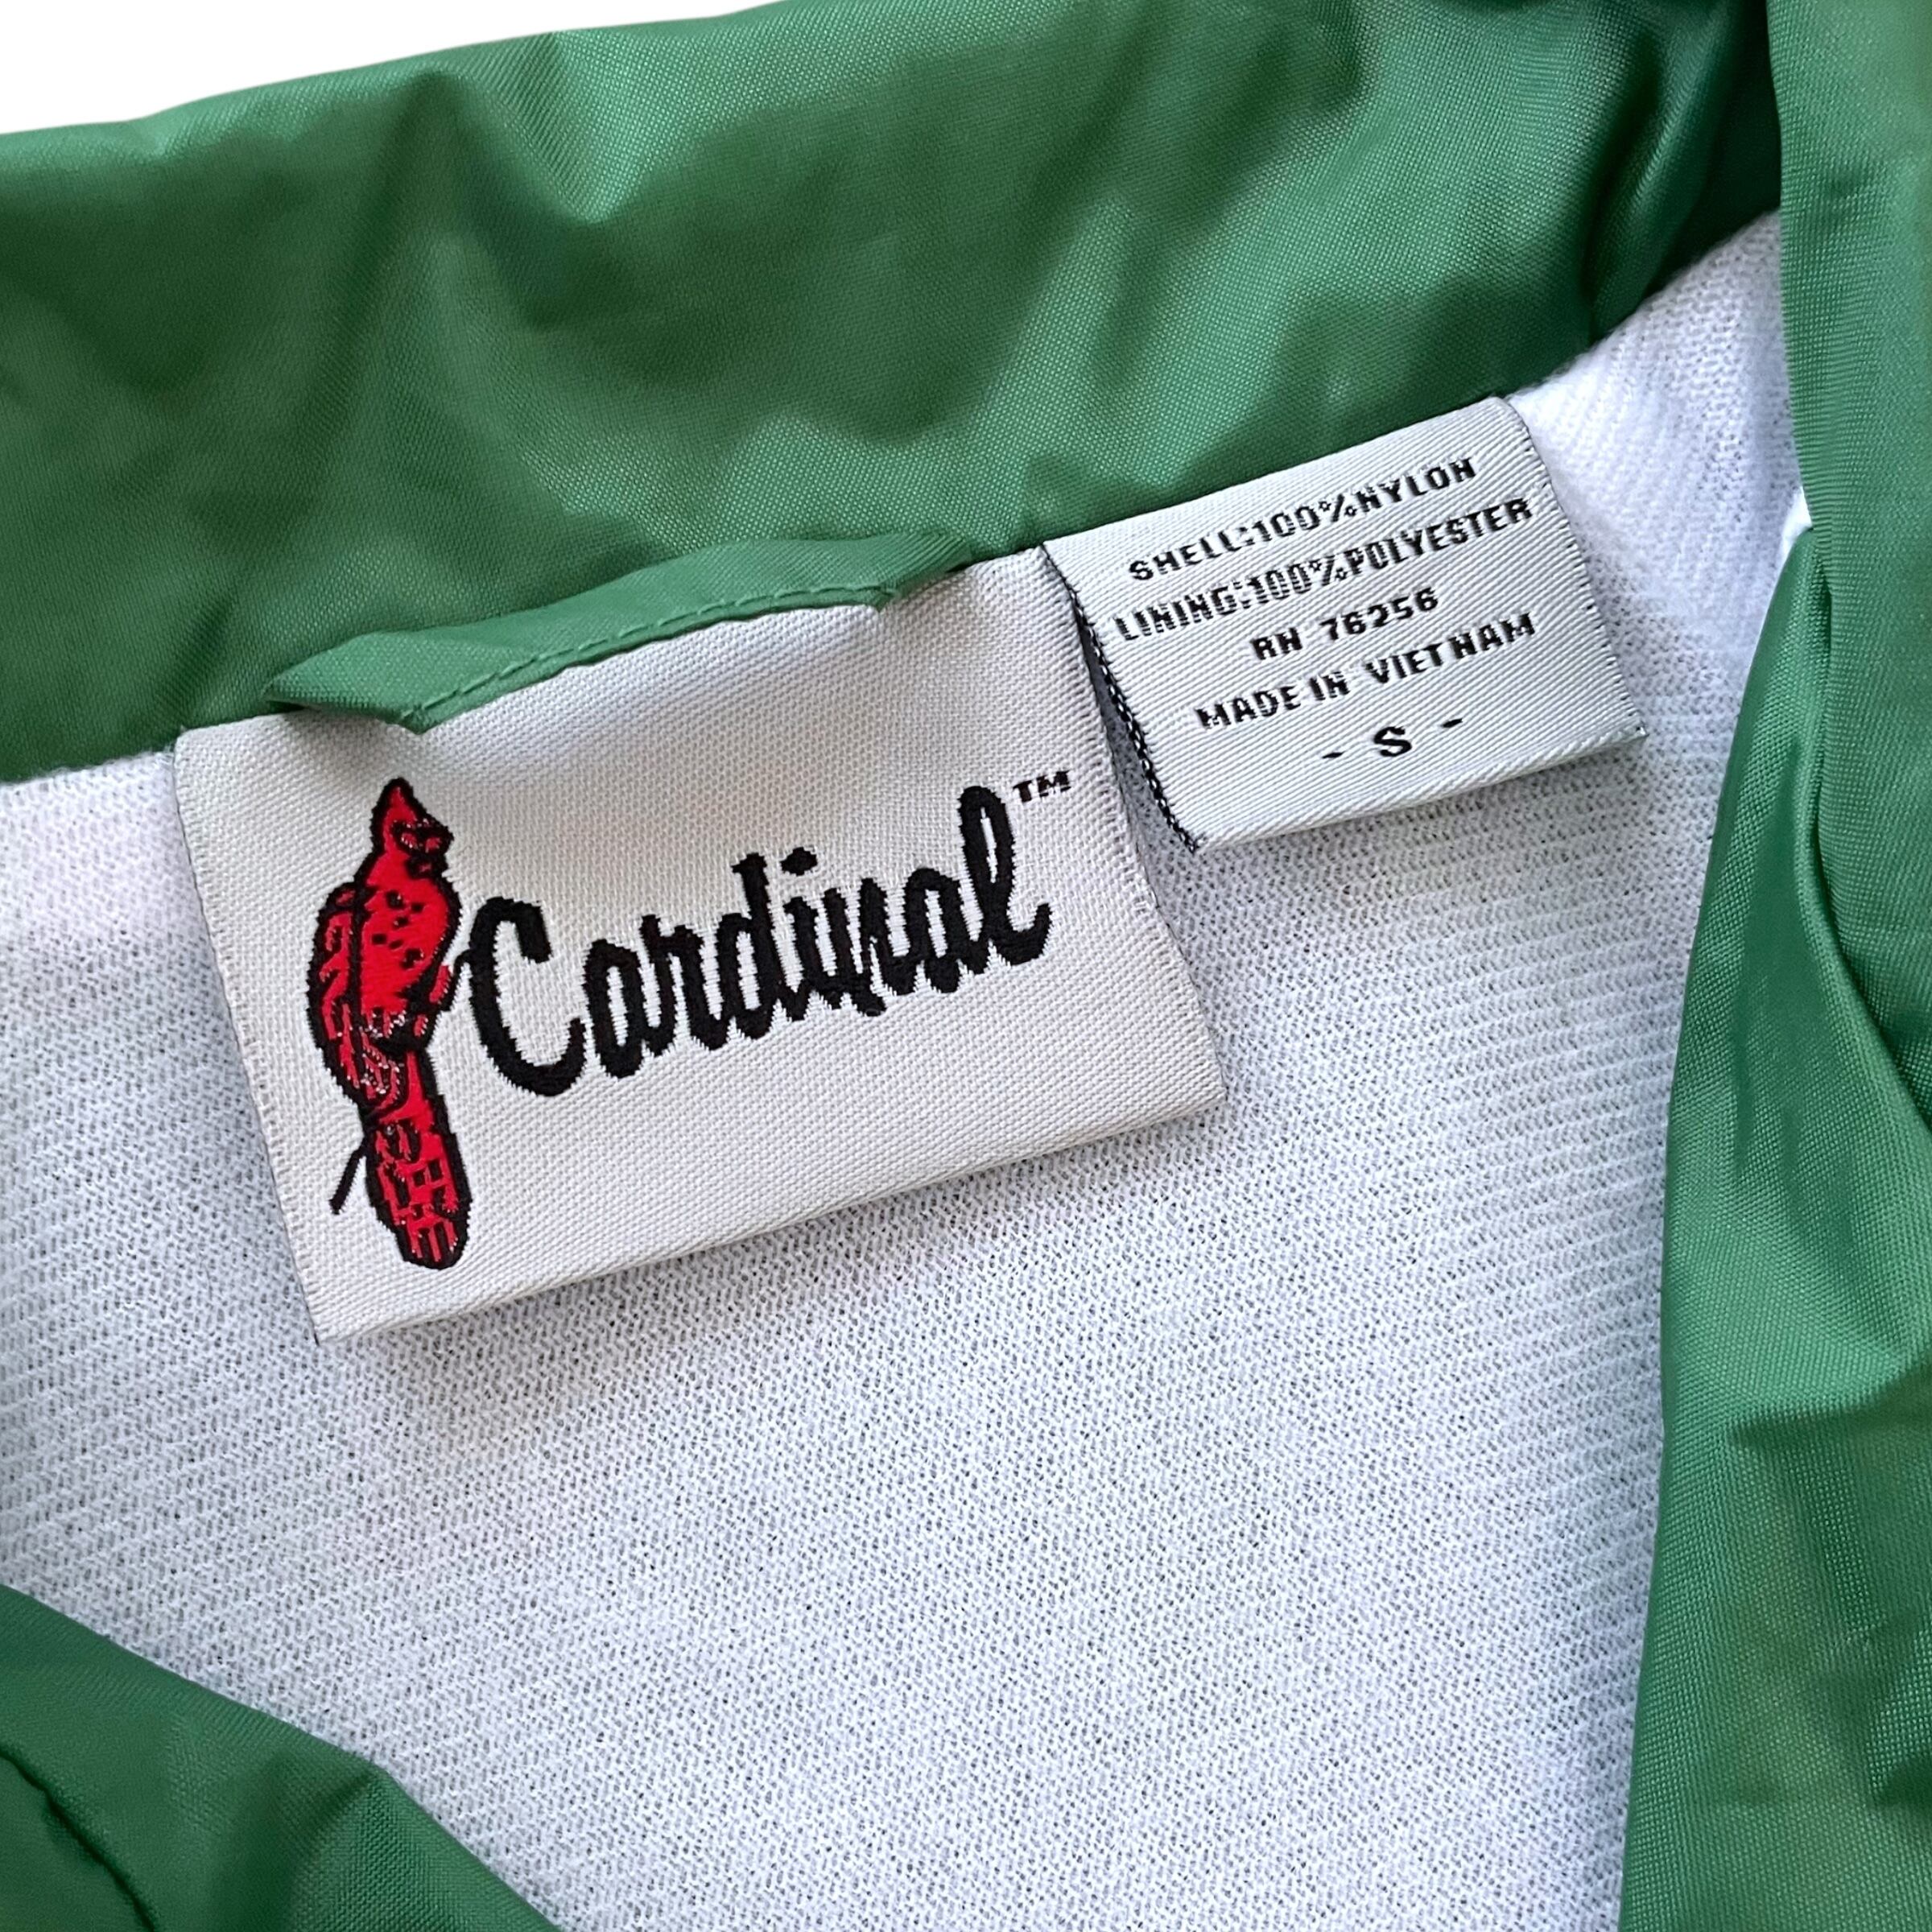 Cardinal™
SHELL:100%NYLON
LINING:100%POLYESTER
RN 76256
MADE IN VIETNAM
- S -